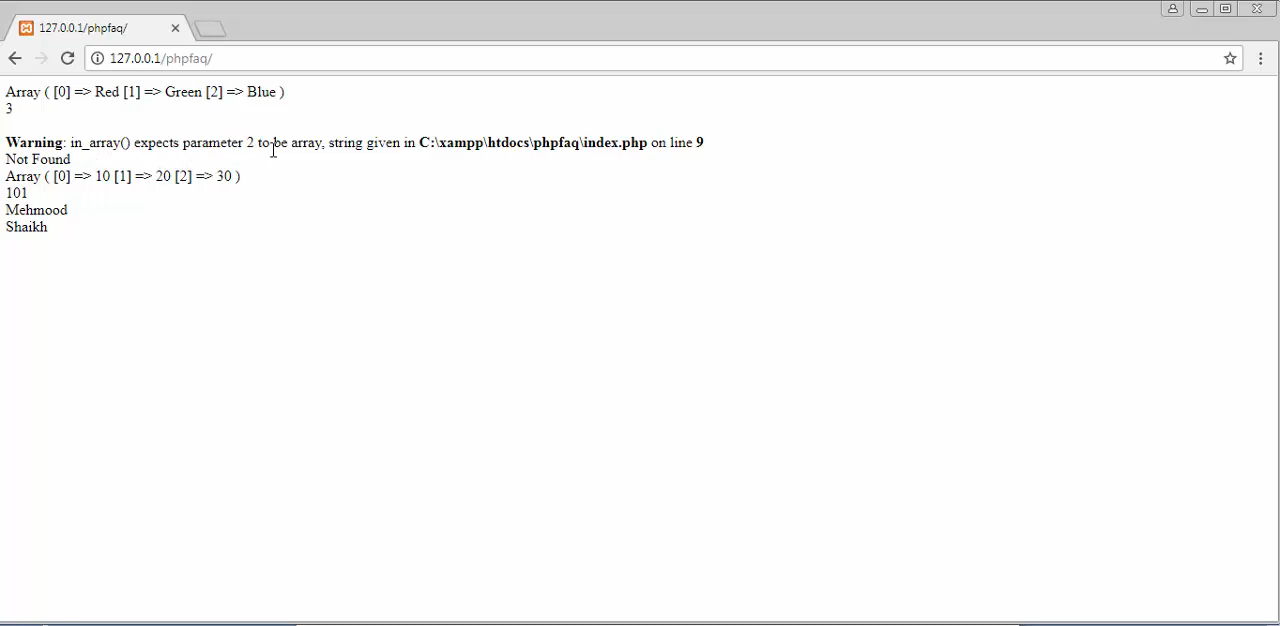 127.0.0.1/phpfaq/
127.0.0.1/phpfaq/
Array ( [0] => Red [1] => Green [2] => Blue )
3
Warning: in_array() expects parameter 2 to be array, string given in C:\xampp\htdocs\phpfaq\index.php on line 9
Not Found
Array ( [0] => 10 [1] => 20 [2] => 30 )
101
Mehmood
Shaikh